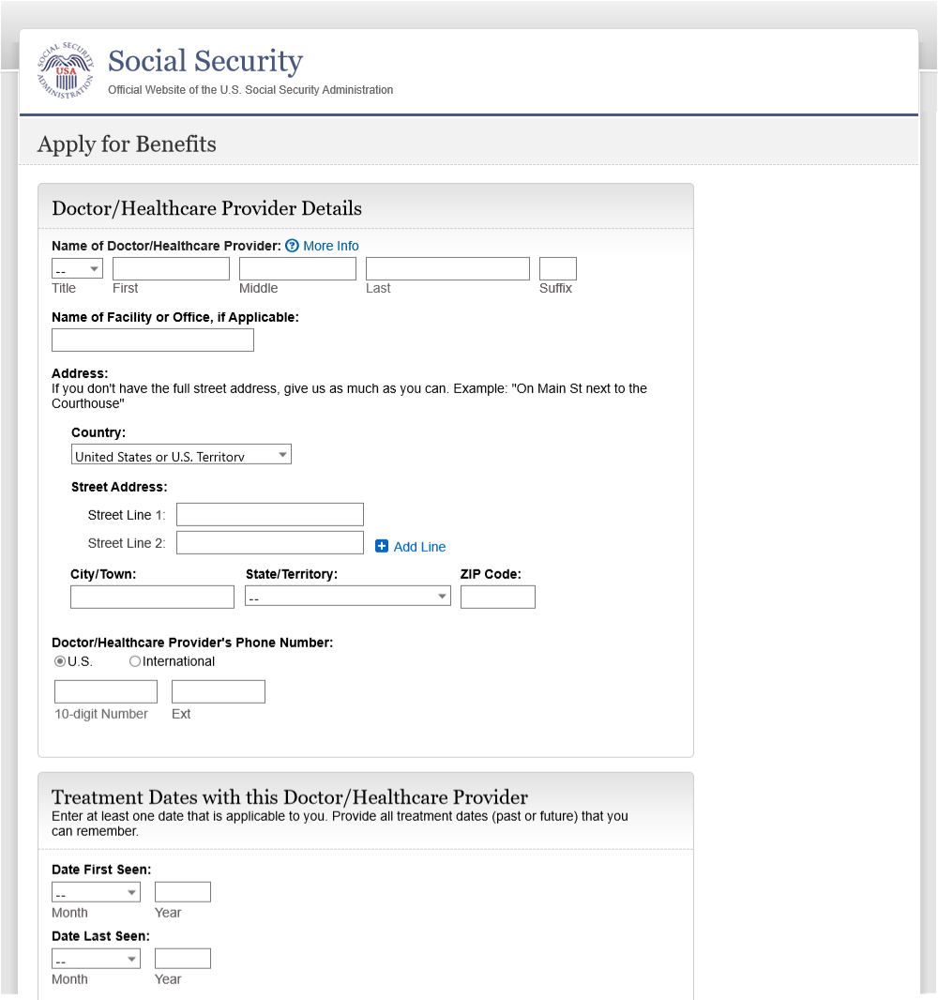 SOCIAL SECURITY
USA
ADMINISTRATION
Social Security
Official Website of the U.S. Social Security Administration
Apply for Benefits
Doctor/Healthcare Provider Details
Name of Doctor/Healthcare Provider: ? More Info
--
Title First Middle Last Suffix
Name of Facility or Office, if Applicable:
Address:
If you don't have the full street address, give us as much as you can. Example: "On Main St next to the
Courthouse"
Country:
United States or U.S. Territory
Street Address:
Street Line 1:
Street Line 2: + Add Line
City/Town: State/Territory: ZIP Code:
--
Doctor/Healthcare Provider's Phone Number:
U.S. International
10-digit Number Ext
Treatment Dates with this Doctor/Healthcare Provider
Enter at least one date that is applicable to you. Provide all treatment dates (past or future) that you
can remember.
Date First Seen:
--
Month Year
Date Last Seen:
--
Month Year